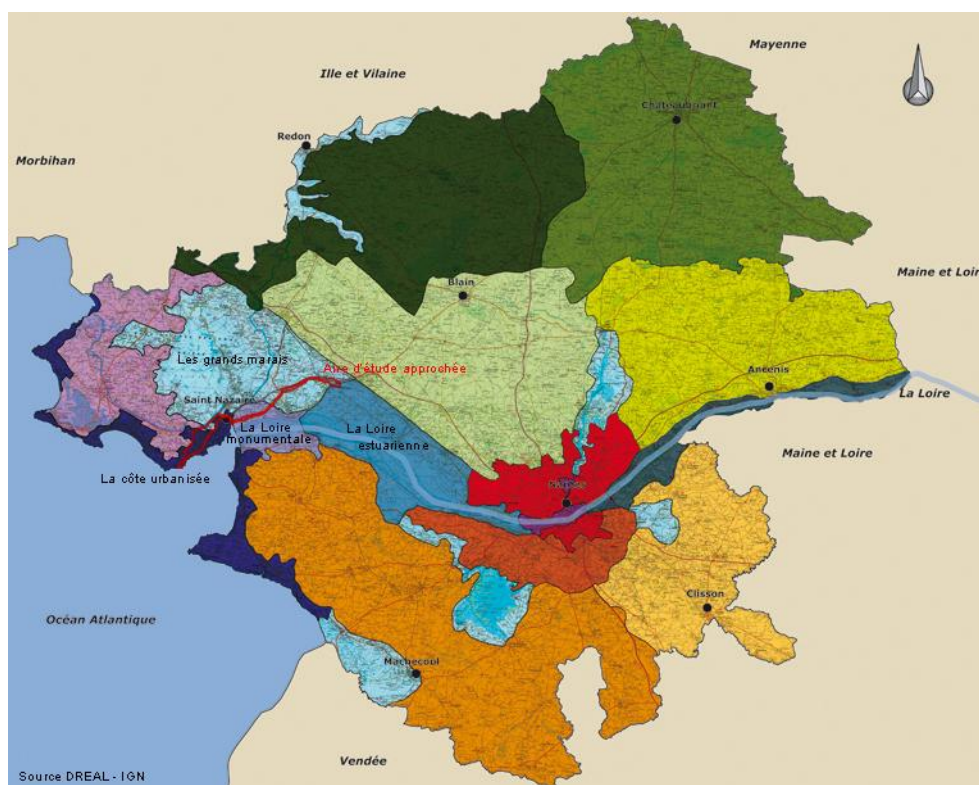 Mayenne
Ille et Vilaine
Châteaubriant
Redon
Morbihan
Maine et Loire
Blain
Les grands marais
Aire d'étude approchée
Ancenis
La Loire
Saint Nazaire
La Loire
monumentale
La Loire
estuarienne
Maine et Loire
La côte urbanisée
Nantes
Clisson
Océan Atlantique
Machecoul
Vendée
Source DREAL - IGN